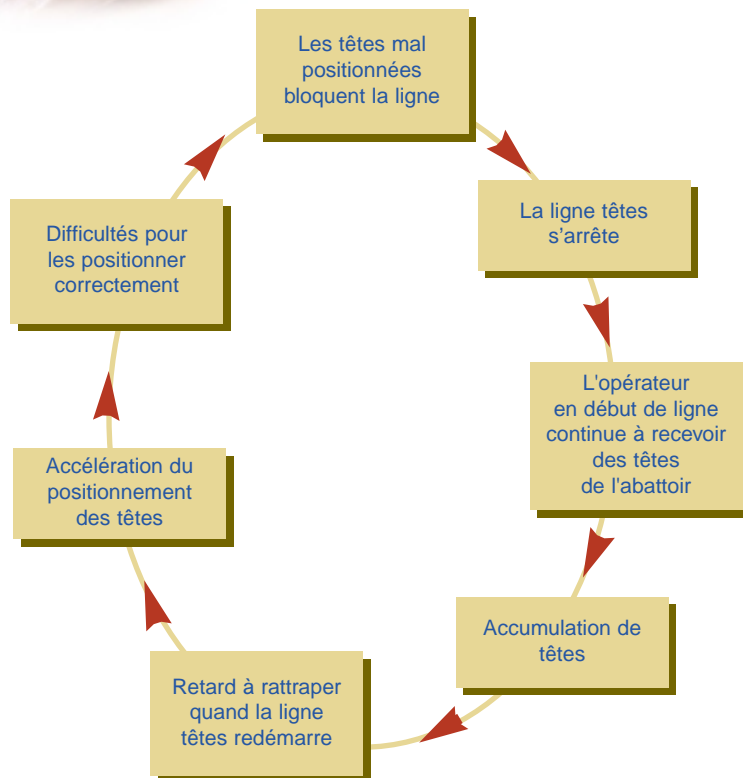 Les têtes mal
positionnées
bloquent la ligne
La ligne têtes
s'arrête
L'opérateur
en début de ligne
continue à recevoir
des têtes
de l'abattoir
Accumulation de
têtes
Retard à rattraper
quand la ligne
têtes redémarre
Accélération du
positionnement
des têtes
Difficultés pour
les positionner
correctement